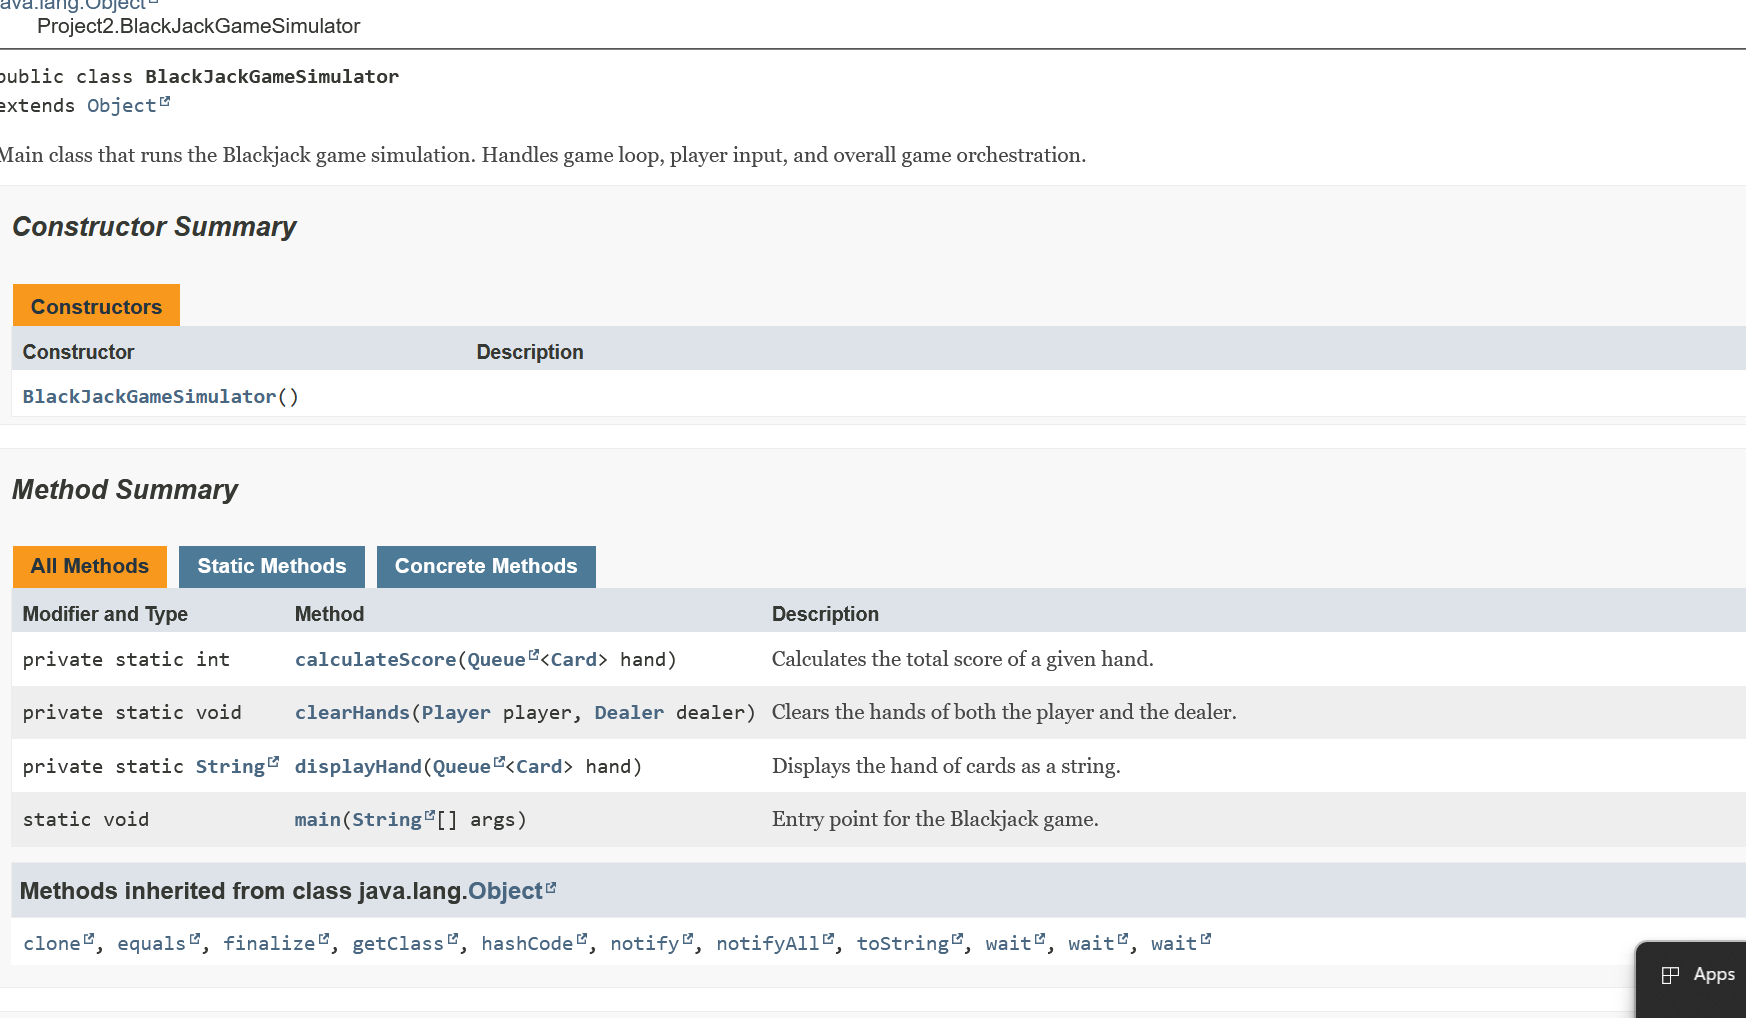 java.lang.Object
Project2.BlackJackGameSimulator
public class BlackJackGameSimulator
extends Object
Main class that runs the Blackjack game simulation. Handles game loop, player input, and overall game orchestration.
Constructor Summary
Constructors
Constructor Description
BlackJackGameSimulator()
Method Summary
All Methods Static Methods Concrete Methods
Modifier and Type Method Description
private static int calculateScore(Queue<Card> hand) Calculates the total score of a given hand.
private static void clearHands(Player player, Dealer dealer) Clears the hands of both the player and the dealer.
private static String displayHand(Queue<Card> hand) Displays the hand of cards as a string.
static void main(String[] args) Entry point for the Blackjack game.
Methods inherited from class java.lang.Object
clone, equals, finalize, getClass, hashCode, notify, notifyAll, toString, wait, wait, wait
Apps